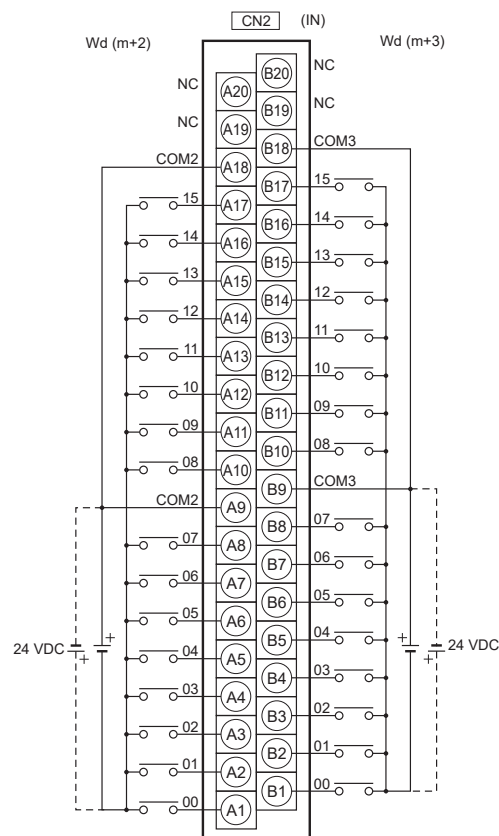 CN2 (IN)
Wd (m+2) Wd (m+3)
NC A20 B20 NC
NC A19 B19 NC
COM2 A18 B18 COM3
15 A17 B17 15
14 A16 B16 14
13 A15 B15 13
12 A14 B14 12
11 A13 B13 11
10 A12 B12 10
09 A11 B11 09
08 A10 B10 08
COM2 A9 B9 COM3
07 A8 B8 07
06 A7 B7 06
05 A6 B6 05
24 VDC + + 04 A5 B5 04 + + 24 VDC
03 A4 B4 03
02 A3 B3 02
01 A2 B2 01
00 A1 B1 00